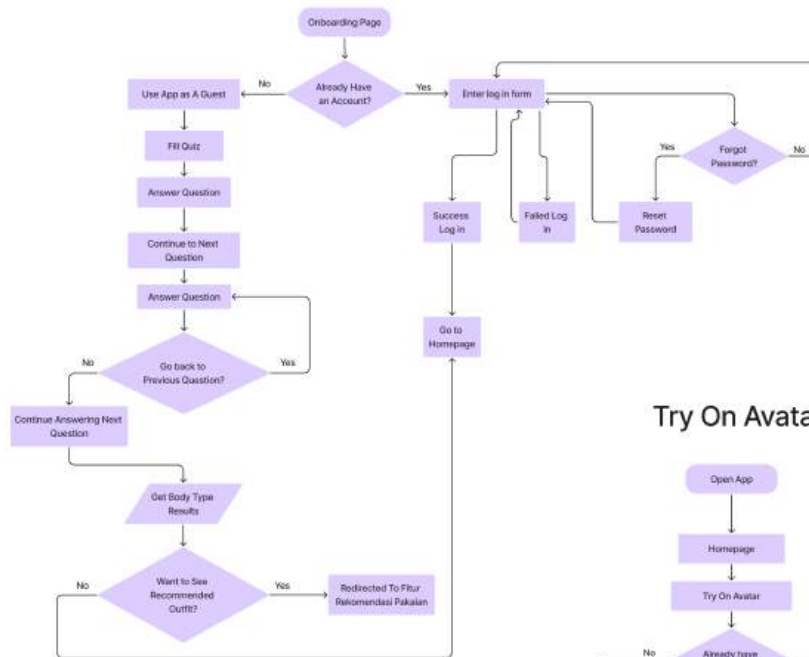 Onboarding Page
Already Have
an Account?
No
Yes
Use App as A Guest
Enter log in form
Fill Quiz
Forgot
Password?
Yes
No
Answer Question
Success
Log in
Failed Log
In
Reset
Password
Continue to Next
Question
Answer Question
Go to
Homepage
Go back to
Previous Question?
No
Yes
Continue Answering Next
Question
Try On Avata
Open App
Get Body Type
Results
Homepage
Want to See
Recommended
Outfit?
No
Yes
Redirected To Fitur
Rekomendasi Pakaian
Try On Avatar
No
Already have